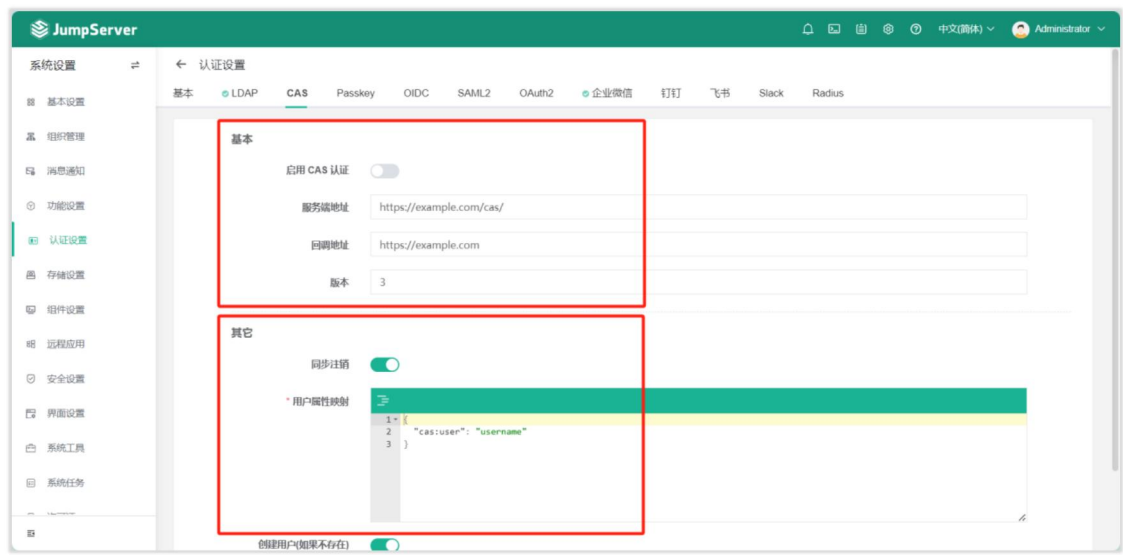 JumpServer
中文(简体)
Administrator
系统设置
认证设置
基本
LDAP
CAS
Passkey
OIDC
SAML2
OAuth2
企业微信
钉钉
飞书
Slack
Radius
基本设置
组织管理
消息通知
功能设置
认证设置
存储设置
组件设置
远程应用
安全设置
界面设置
系统工具
系统任务
基本
启用 CAS 认证
服务端地址
https://example.com/cas/
回调地址
https://example.com
版本
3
其它
同步注销
* 用户属性映射
1 {
2 "cas:user": "username"
3 }
创建用户(如果不存在)